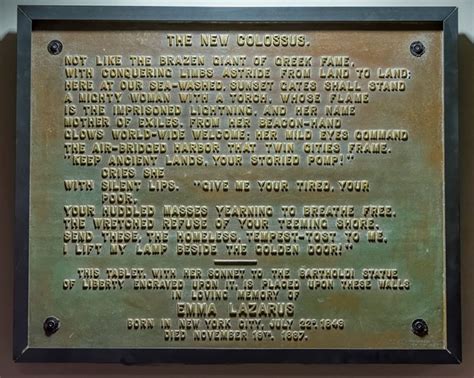 THE NEW COLOSSUS.
NOT LIKE THE BRAZEN GIANT OF GREEK FAME,
WITH CONQUERING LIMBS ASTRIDE FROM LAND TO LAND;
HERE AT OUR SEA-WASHED, SUNSET GATES SHALL STAND
A MIGHTY WOMAN WITH A TORCH, WHOSE FLAME
IS THE IMPRISONED LIGHTNING, AND HER NAME
MOTHER OF EXILES. FROM HER BEACON-HAND
GLOWS WORLD-WIDE WELCOME; HER MILD EYES COMMAND
THE AIR-BRIDGED HARBOR THAT TWIN CITIES FRAME.
"KEEP ANCIENT LANDS, YOUR STORIED POMP!"
CRIES SHE
WITH SILENT LIPS. "GIVE ME YOUR TIRED, YOUR
POOR,
YOUR HUDDLED MASSES YEARNING TO BREATHE FREE,
THE WRETCHED REFUSE OF YOUR TEEMING SHORE.
SEND THESE, THE HOMELESS, TEMPEST-TOST TO ME,
I LIFT MY LAMP BESIDE THE GOLDEN DOOR!"
THIS TABLET, WITH HER SONNET TO THE BARTHOLDI STATUE
OF LIBERTY ENGRAVED UPON IT, IS PLACED UPON THESE WALLS
IN LOVING MEMORY OF
EMMA LAZARUS
BORN IN NEW YORK CITY, JULY 22D, 1849
DIED NOVEMBER 19TH, 1887.